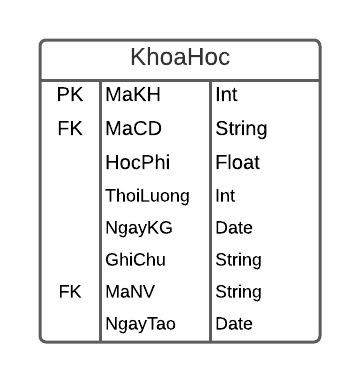 KhoaHoc
PK MaKH Int
FK MaCD String
HocPhi Float
ThoiLuong Int
NgayKG Date
GhiChu String
FK MaNV String
NgayTao Date